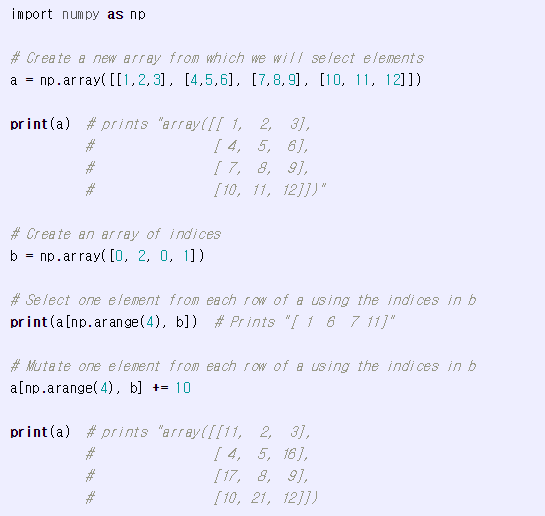 import numpy as np
# Create a new array from which we will select elements
a = np.array([[1,2,3], [4,5,6], [7,8,9], [10, 11, 12]])
print(a)  # prints "array([[ 1,  2,  3],
          #                [ 4,  5,  6],
          #                [ 7,  8,  9],
          #                [10, 11, 12]])"
# Create an array of indices
b = np.array([0, 2, 0, 1])
# Select one element from each row of a using the indices in b
print(a[np.arange(4), b])  # Prints "[ 1  6  7 11]"
# Mutate one element from each row of a using the indices in b
a[np.arange(4), b] += 10
print(a)  # prints "array([[11,  2,  3],
          #                [ 4,  5, 16],
          #                [17,  8,  9],
          #                [10, 21, 12]])